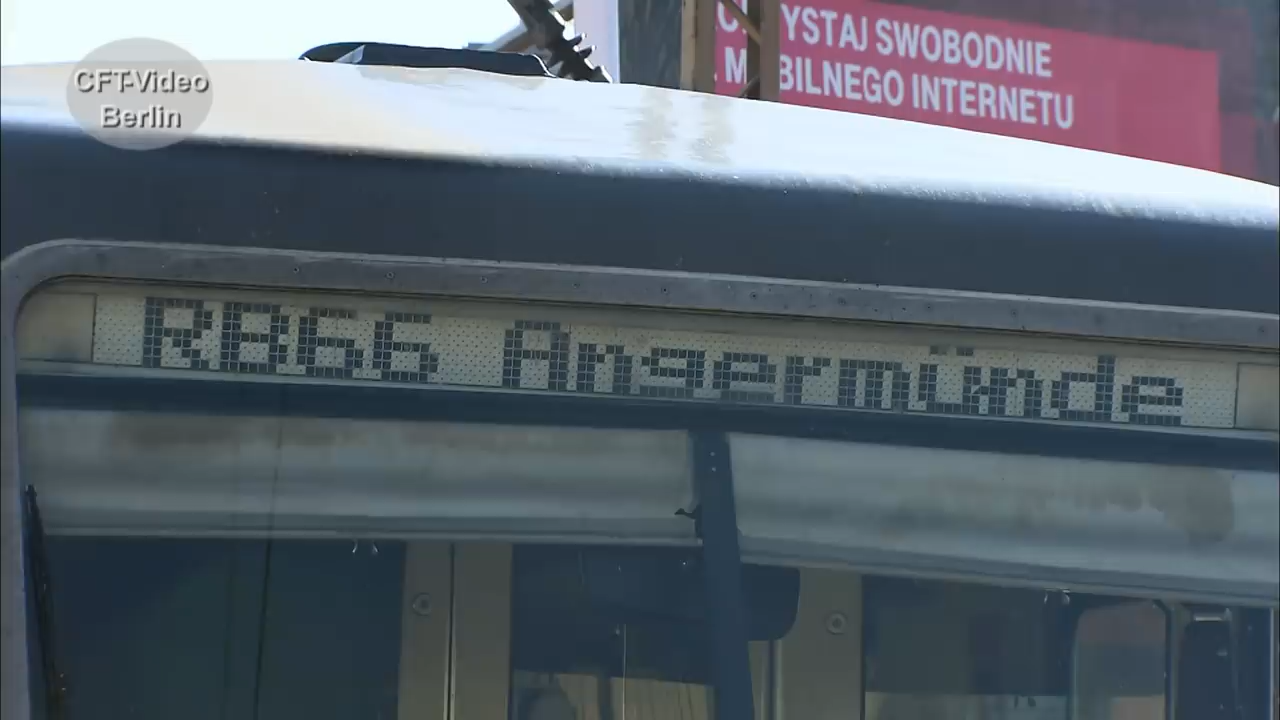 CFT-Video
Berlin
YSTAJ SWOBODNIE
BILNEGO INTERNETU
RB66 Angermünde